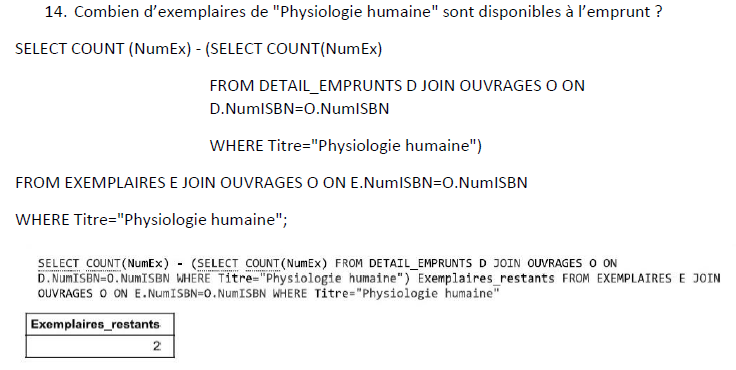 14. Combien d’exemplaires de "Physiologie humaine" sont disponibles à l’emprunt ?
SELECT COUNT (NumEx) - (SELECT COUNT(NumEx)
FROM DETAIL_EMPRUNTS D JOIN OUVRAGES O ON
D.NumISBN=O.NumISBN
WHERE Titre="Physiologie humaine")
FROM EXEMPLAIRES E JOIN OUVRAGES O ON E.NumISBN=O.NumISBN
WHERE Titre="Physiologie humaine";
SELECT COUNT(NumEx) - (SELECT COUNT(NumEx) FROM DETAIL_EMPRUNTS D JOIN OUVRAGES O ON
D.NumISBN=O.NumISBN WHERE Titre="Physiologie humaine") Exemplaires_restants FROM EXEMPLAIRES E JOIN
OUVRAGES O ON E.NumISBN=O.NumISBN WHERE Titre="Physiologie humaine"
Exemplaires_restants
2